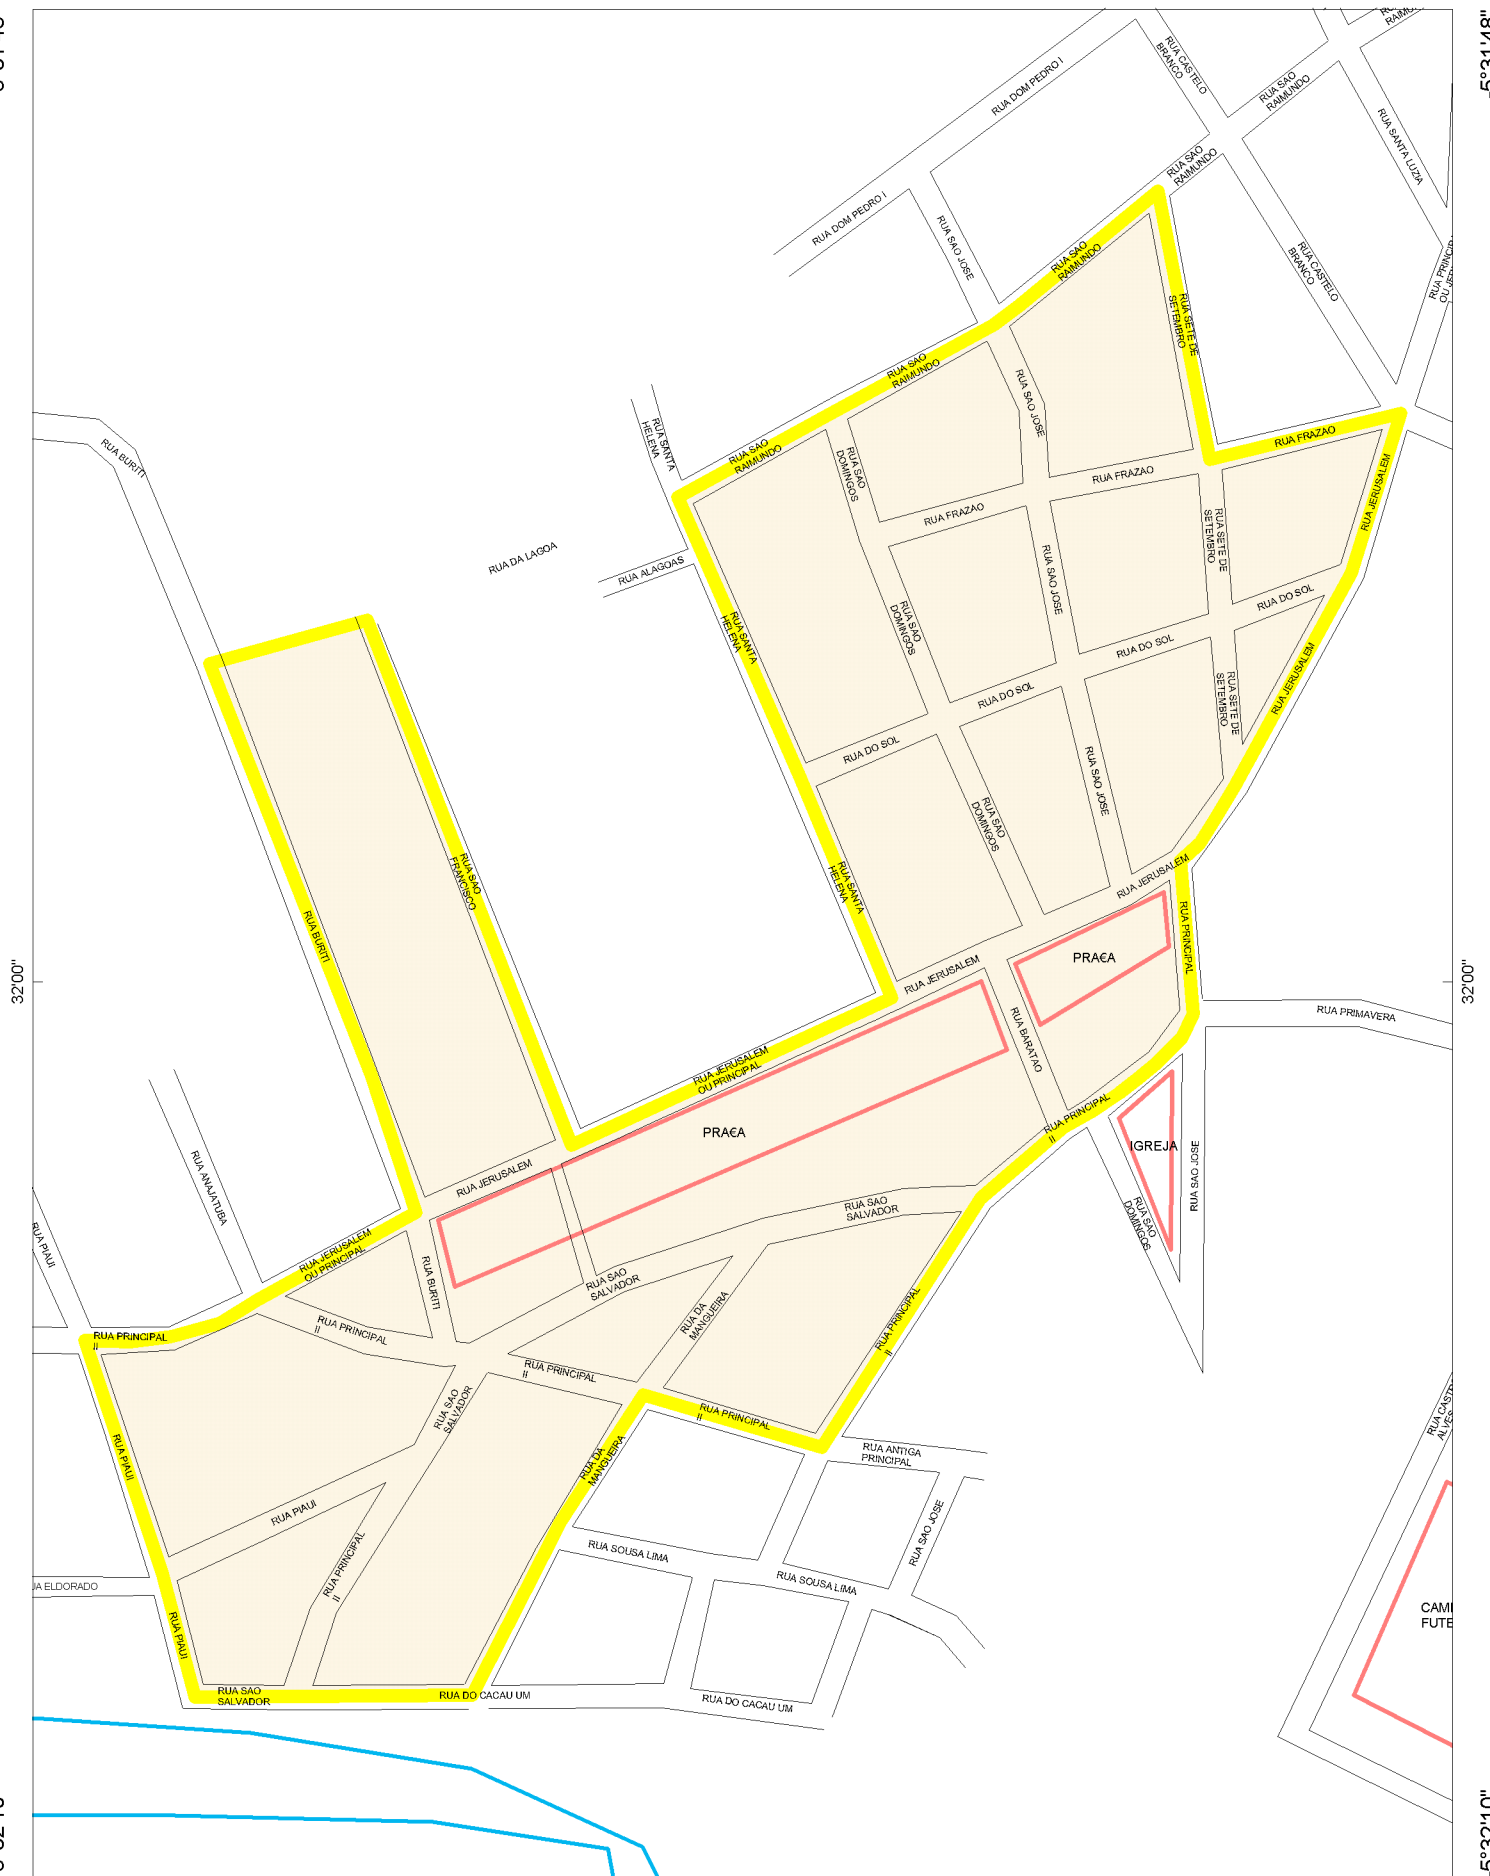 -5°31'48"
RUA DOM PEDRO I
RUA CASTELO
BRANCO
RUA SAO
RAIMUNDO
RUA SANTA LUZIA
RUA SAO
RAIMUNDO
RUA DOM PEDRO I
RUA SAO JOSE
RUA SAO
RAIMUNDO
RUA CASTELO
BRANCO
RUA SETE DE
SETEMBRO
RUA SAO
RAIMUNDO
RUA SAO JOSE
RUA SANTA
HELENA
RUA SAO
RAIMUNDO
RUA BURITI
RUA SAO
DOMINGOS
RUA FRAZAO
RUA FRAZAO
RUA FRAZAO
RUA JERUSALEM
RUA SETE DE
SETEMBRO
RUA DA LAGOA
RUA ALAGOAS
RUA SAO JOSE
RUA DO SOL
RUA SANTA
HELENA
RUA SAO
DOMINGOS
RUA DO SOL
RUA DO SOL
RUA DO SOL
RUA SETE DE
SETEMBRO
RUA JERUSALEM
RUA SAO JOSE
RUA SAO
DOMINGOS
RUA SAO
FRANCISCO
RUA SANTA
HELENA
RUA JERUSALEM
RUA BURITI
RUA PRINCIPAL
PRA€A
RUA JERUSALEM
32'00"
32'00"
RUA PRIMAVERA
RUA BARATAO
RUA JERUSALEM
OU PRINCIPAL
RUA PRINCIPAL
II
PRA€A
IGREJA
RUA SAO JOSE
RUA ANAJATUBA
RUA JERUSALEM
RUA SAO
SALVADOR
RUA SAO
DOMINGOS
RUA PIAUI
RUA JERUSALEM
OU PRINCIPAL
RUA BURITI
RUA SAO
SALVADOR
RUA DA
MANGUEIRA
RUA PRINCIPAL
II
RUA PRINCIPAL
II
RUA PRINCIPAL
II
RUA PRINCIPAL
II
RUA SAO
SALVADOR
RUA PRINCIPAL
II
RUA PIAUI
RUA DA
MANGUEIRA
RUA ANTIGA
PRINCIPAL
RUA PIAUI
RUA SAO JOSE
RUA SOUSA LIMA
RUA SOUSA LIMA
RUA PRINCIPAL
II
ELDORADO
RUA PIAUI
RUA SAO
SALVADOR
RUA DO CACAU UM
RUA DO CACAU UM
-5°32'10"